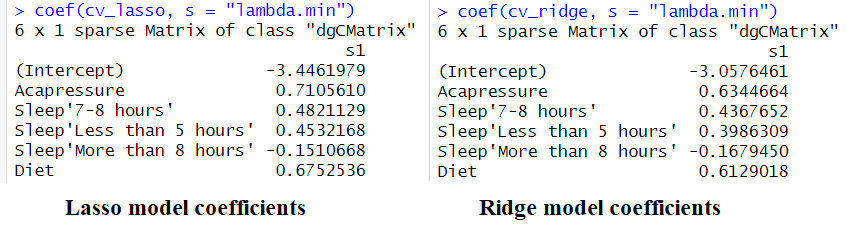 > coef(cv_lasso, s = "lambda.min")
6 x 1 sparse Matrix of class "dgCMatrix"
s1
(Intercept) -3.4461979
Acapressure 0.7105610
Sleep'7-8 hours' 0.4821129
Sleep'Less than 5 hours' 0.4532168
Sleep'More than 8 hours' -0.1510668
Diet 0.6752536
Lasso model coefficients
> coef(cv_ridge, s = "lambda.min")
6 x 1 sparse Matrix of class "dgCMatrix"
s1
(Intercept) -3.0576461
Acapressure 0.6344664
Sleep'7-8 hours' 0.4367652
Sleep'Less than 5 hours' 0.3986309
Sleep'More than 8 hours' -0.1679450
Diet 0.6129018
Ridge model coefficients